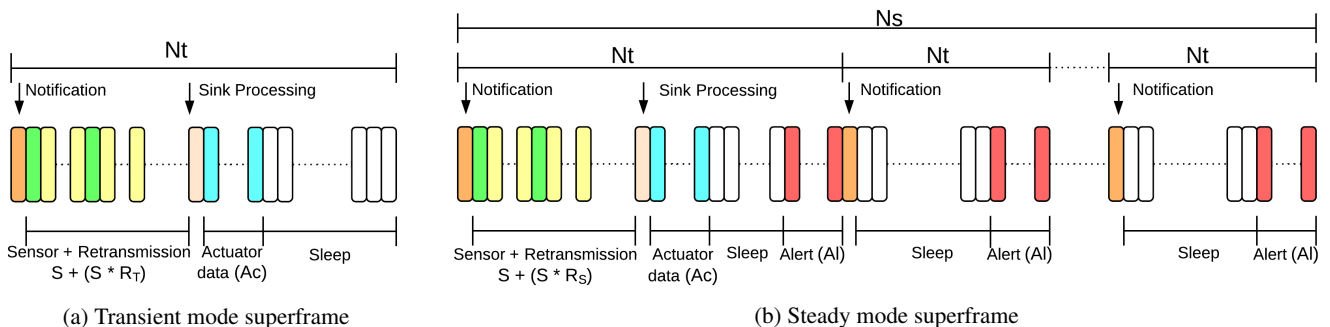 Nt
Notification
Sink Processing
Sensor + Retransmission
S + (S * R_T)
Actuator
data (Ac)
Sleep
(a) Transient mode superframe
Ns
Nt
Nt
Nt
Notification
Sink Processing
Notification
Notification
Sensor + Retransmission
S + (S * R_S)
Actuator
data (Ac)
Sleep
Alert (Al)
Sleep
Alert (Al)
Sleep
Alert (Al)
(b) Steady mode superframe